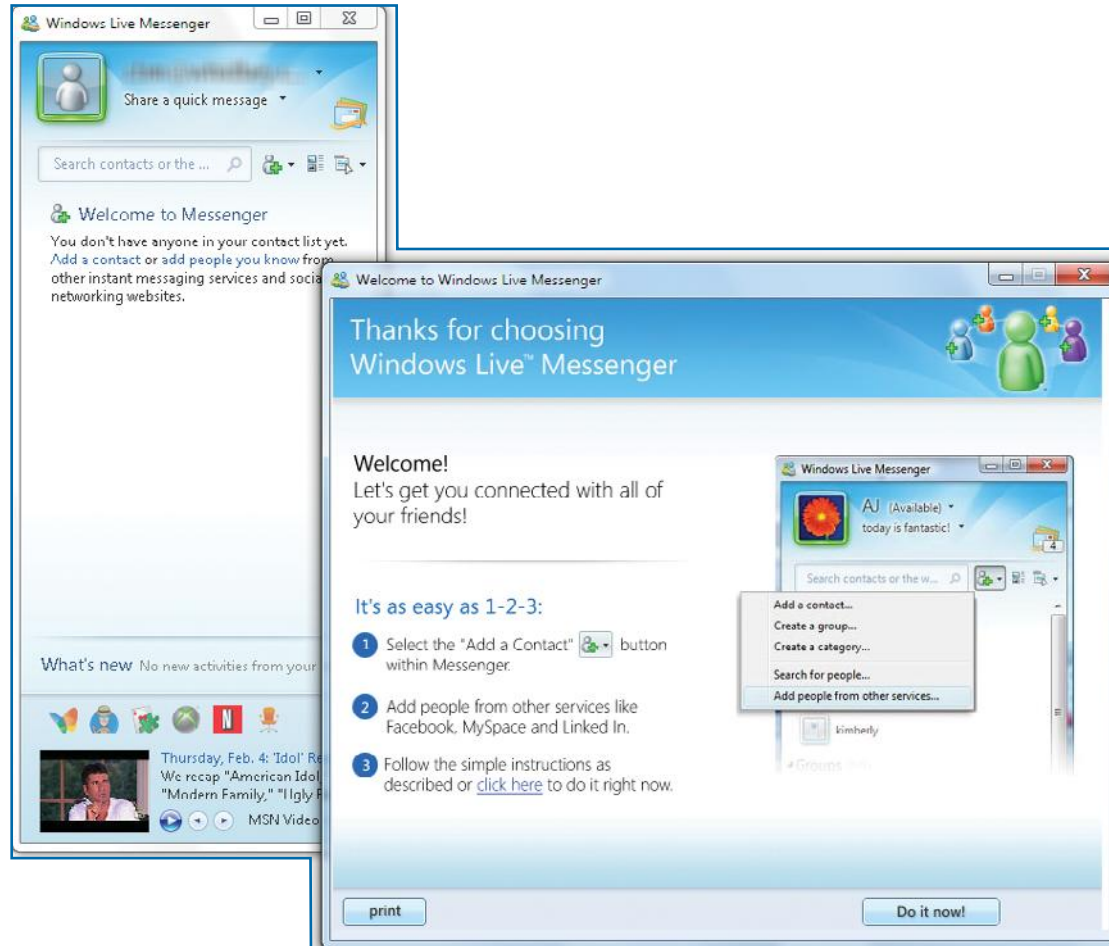 Windows Live Messenger
Share a quick message
Search contacts or the ...
Welcome to Messenger
You don't have anyone in your contact list yet.
Add a contact or add people you know from
other instant messaging services and socia
networking websites.
What's new No new activities from your
N
Thursday, Feb. 4: 'Idol' Re
We recap "American Idol
"Modern Family," "Ugly
MSN Video
Welcome to Windows Live Messenger
Thanks for choosing
Windows Live™ Messenger
Welcome!
Let's get you connected with all of
your friends!
It's as easy as 1-2-3:
1 Select the "Add a Contact" button
within Messenger.
2 Add people from other services like
Facebook, MySpace and Linked In.
3 Follow the simple instructions as
described or click here to do it right now.
Windows Live Messenger
AJ (Available)
today is fantastic!
4
Search contacts or the w...
Add a contact...
Create a group...
Create a category...
Search for people...
Add people from other services...
kimberly
Groups
print
Do it now!